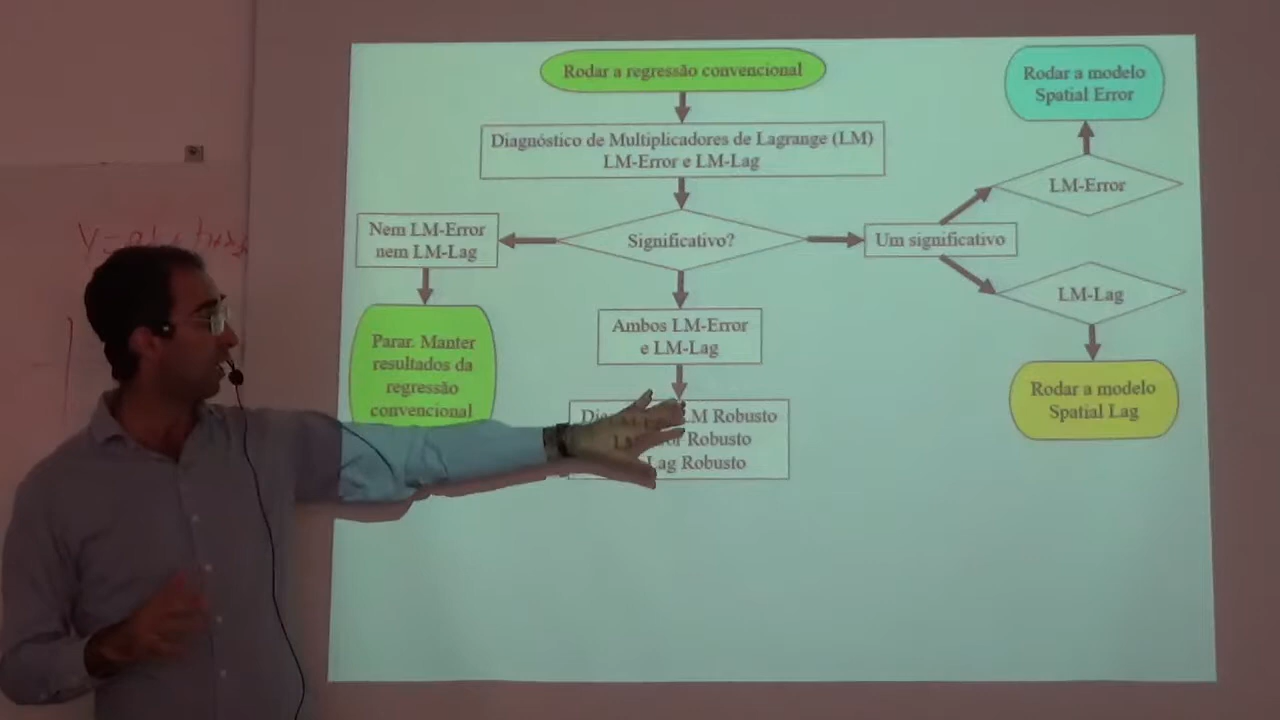 Rodar a regressão convencional
Diagnóstico de Multiplicadores de Lagrange (LM)
LM-Error e LM-Lag
Significativo?
Nem LM-Error
nem LM-Lag
Parar. Manter
resultados da
regressão
convencional
Ambos LM-Error
e LM-Lag
LM Robusto
Robusto
Lag Robusto
Um significativo
LM-Error
Rodar a modelo
Spatial Error
LM-Lag
Rodar a modelo
Spatial Lag